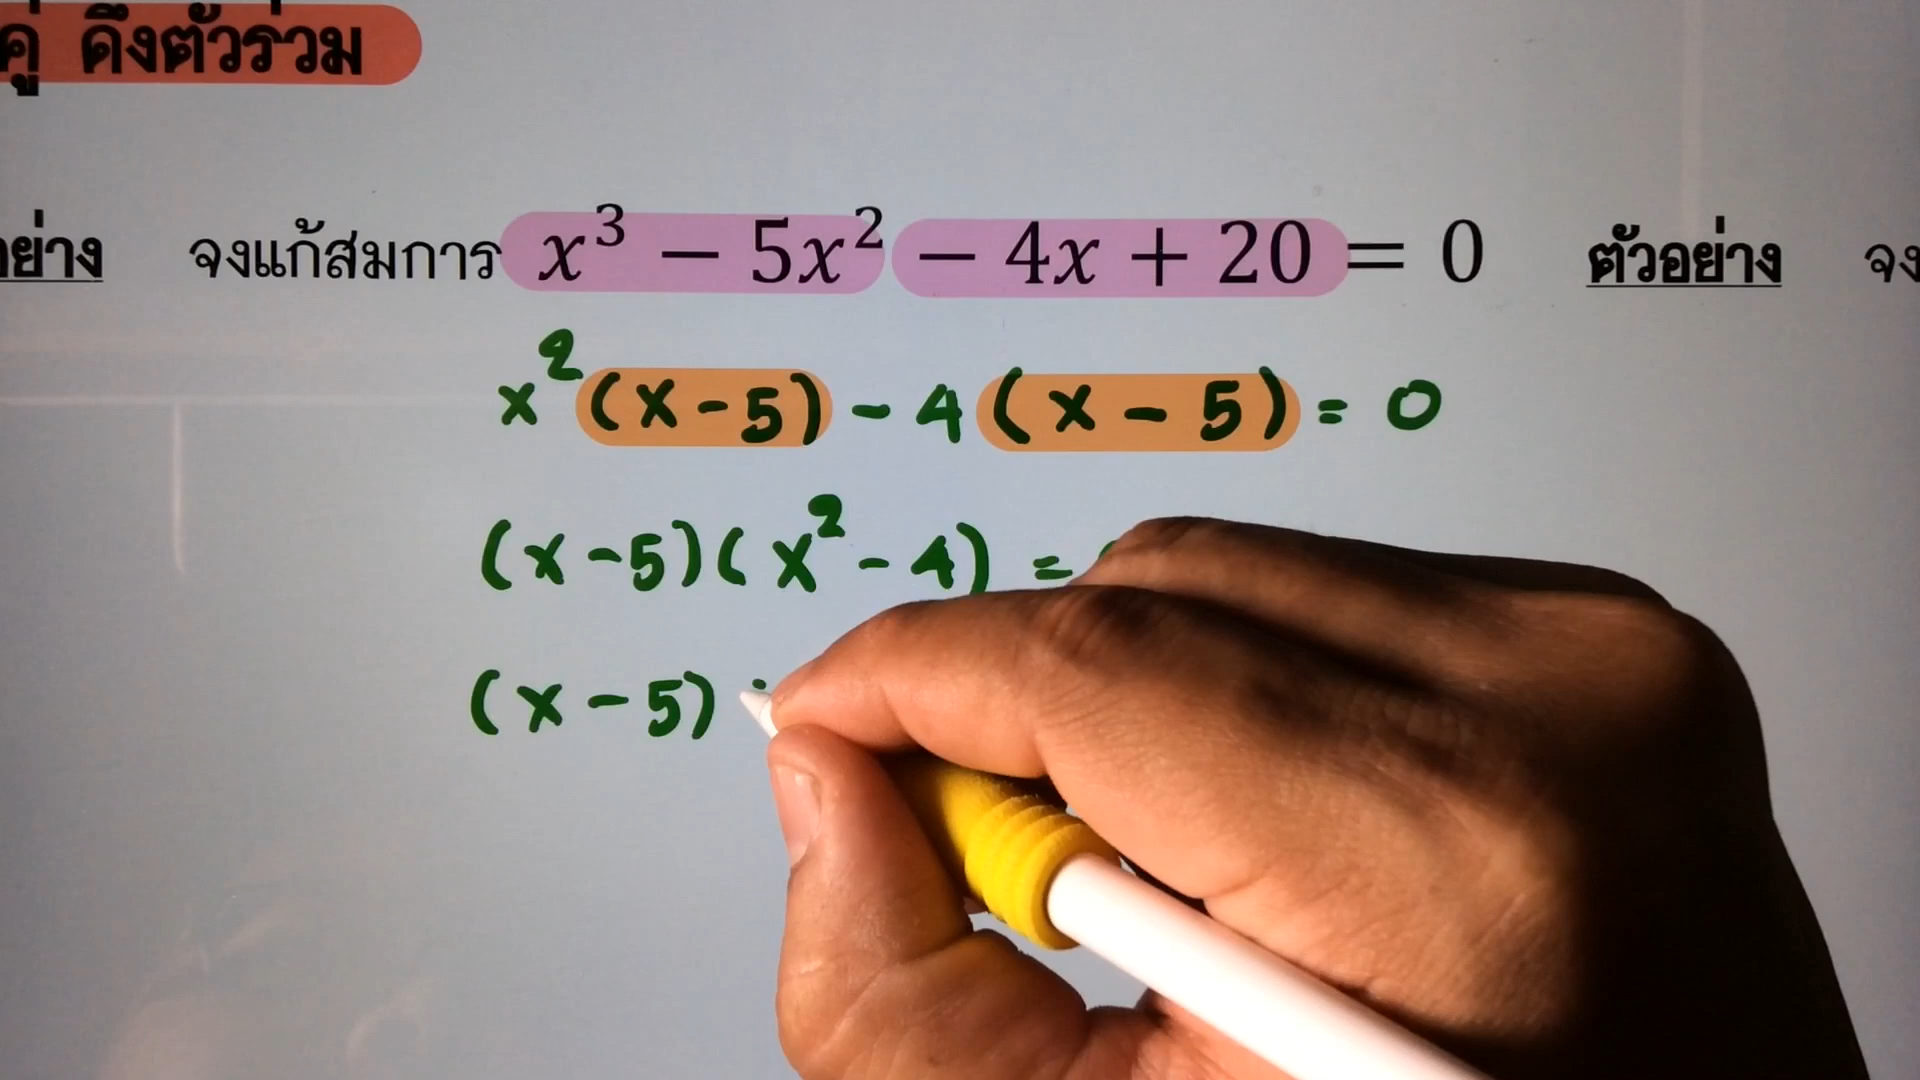 คู่ ดึงตัวร่วม
อย่าง จงแก้สมการ x³ − 5x² − 4x + 20 = 0 ตัวอย่าง จง
x²(x-5) - 4(x - 5) = 0
(x-5)(x²-4) =
(x-5)